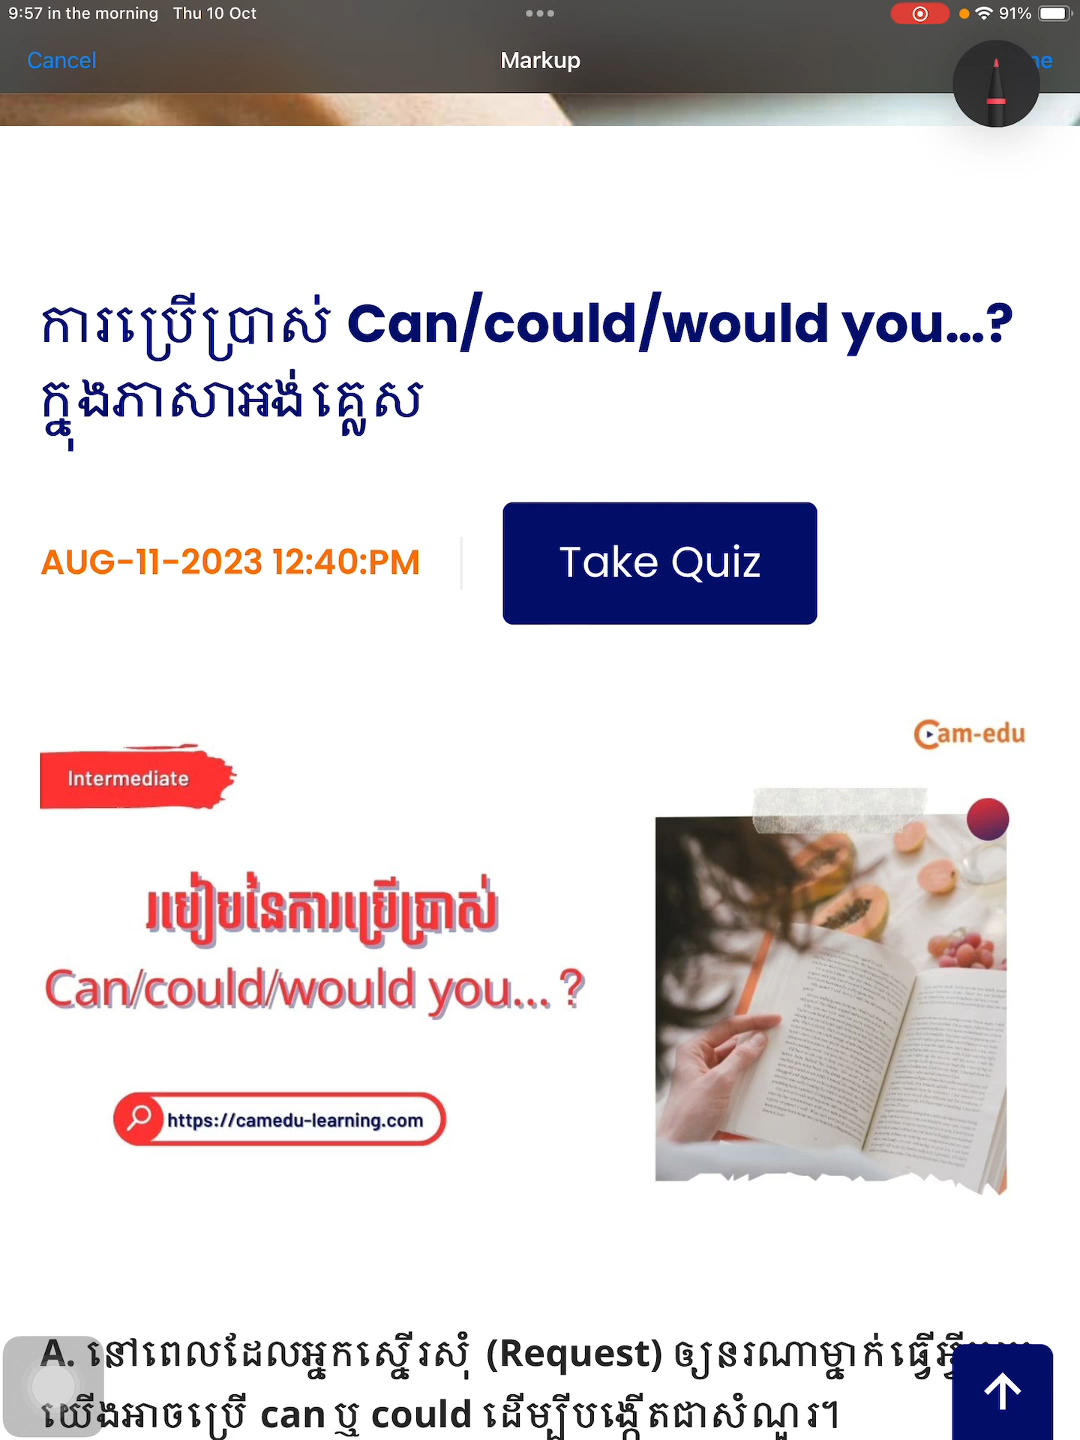 9:57 in the morning Thu 10 Oct 91%
Cancel Markup
ការប្រើប្រាស់ Can/could/would you...?
ក្នុងភាសាអង់គ្លេស
AUG-11-2023 12:40:PM
Take Quiz
Cam-edu
Intermediate
របៀបនៃការប្រើប្រាស់
Can/could/would you... ?
https://camedu-learning.com
A. នៅពេលដែលអ្នកស្នើរសុំ (Request) ឲ្យនរណាម្នាក់ធ្វើ
យើងអាចប្រើ can ឬ could ដើម្បីបង្កើតជាសំណួរ។